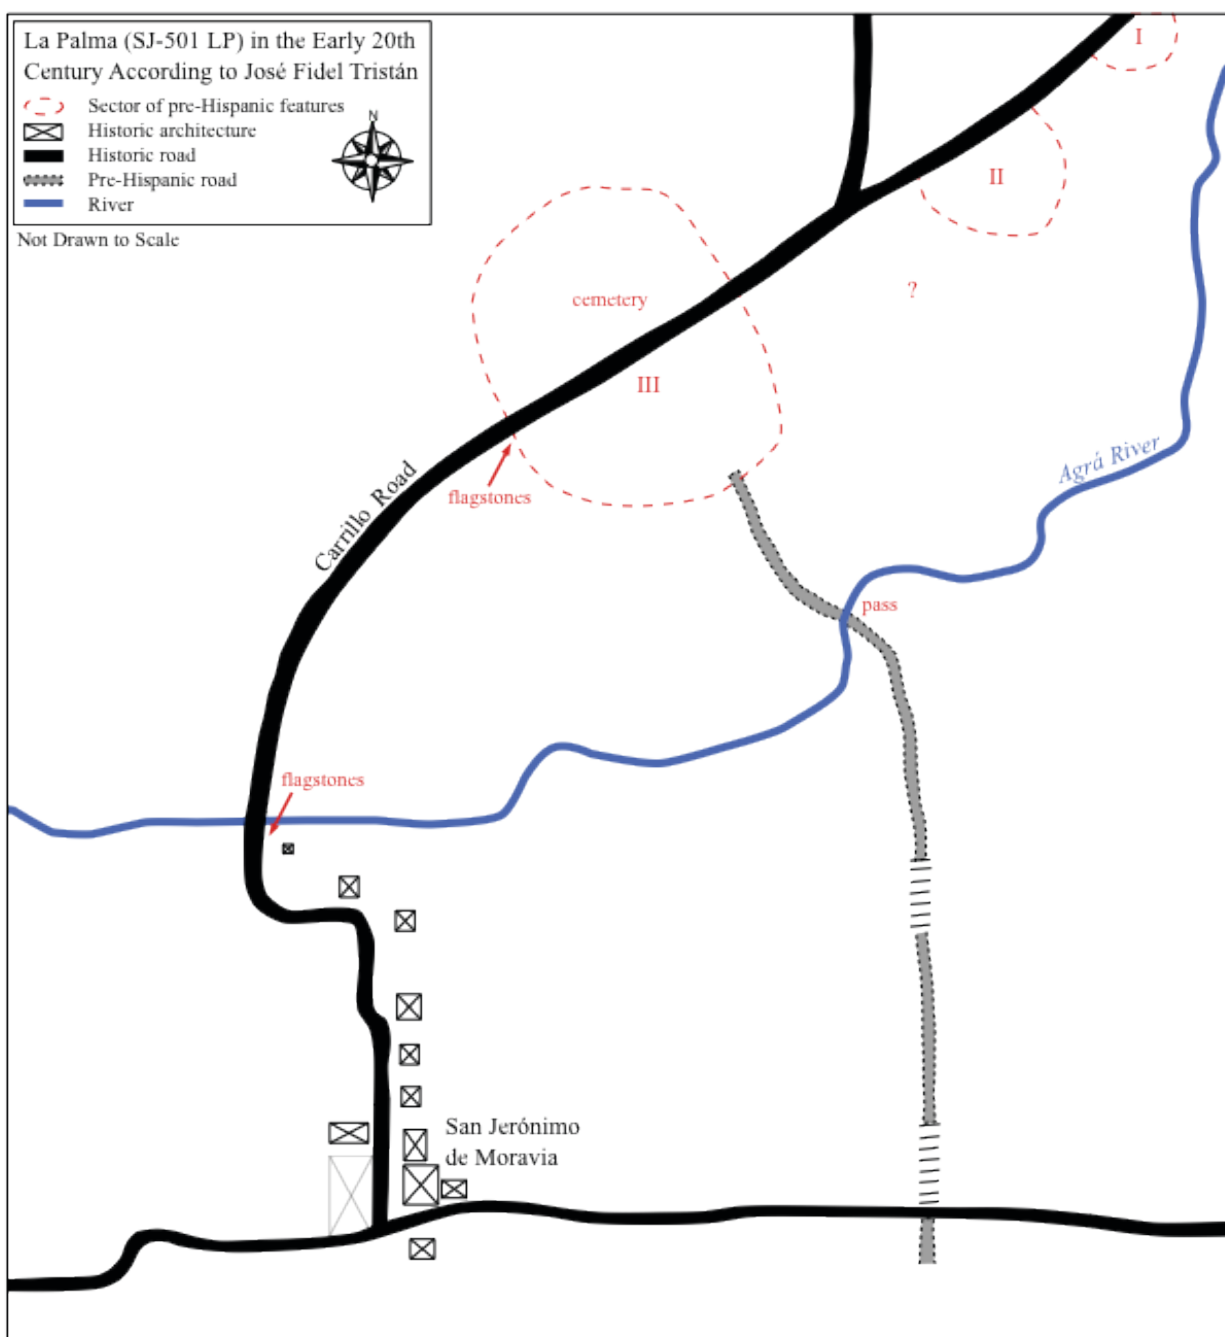 La Palma (SJ-501 LP) in the Early 20th
Century According to José Fidel Tristán
Sector of pre-Hispanic features
N
Historic architecture
Historic road
Pre-Hispanic road
River
Not Drawn to Scale
I
II
cemetery
?
III
Agrá River
Carrillo Road
flagstones
pass
flagstones
San Jerónimo
de Moravia